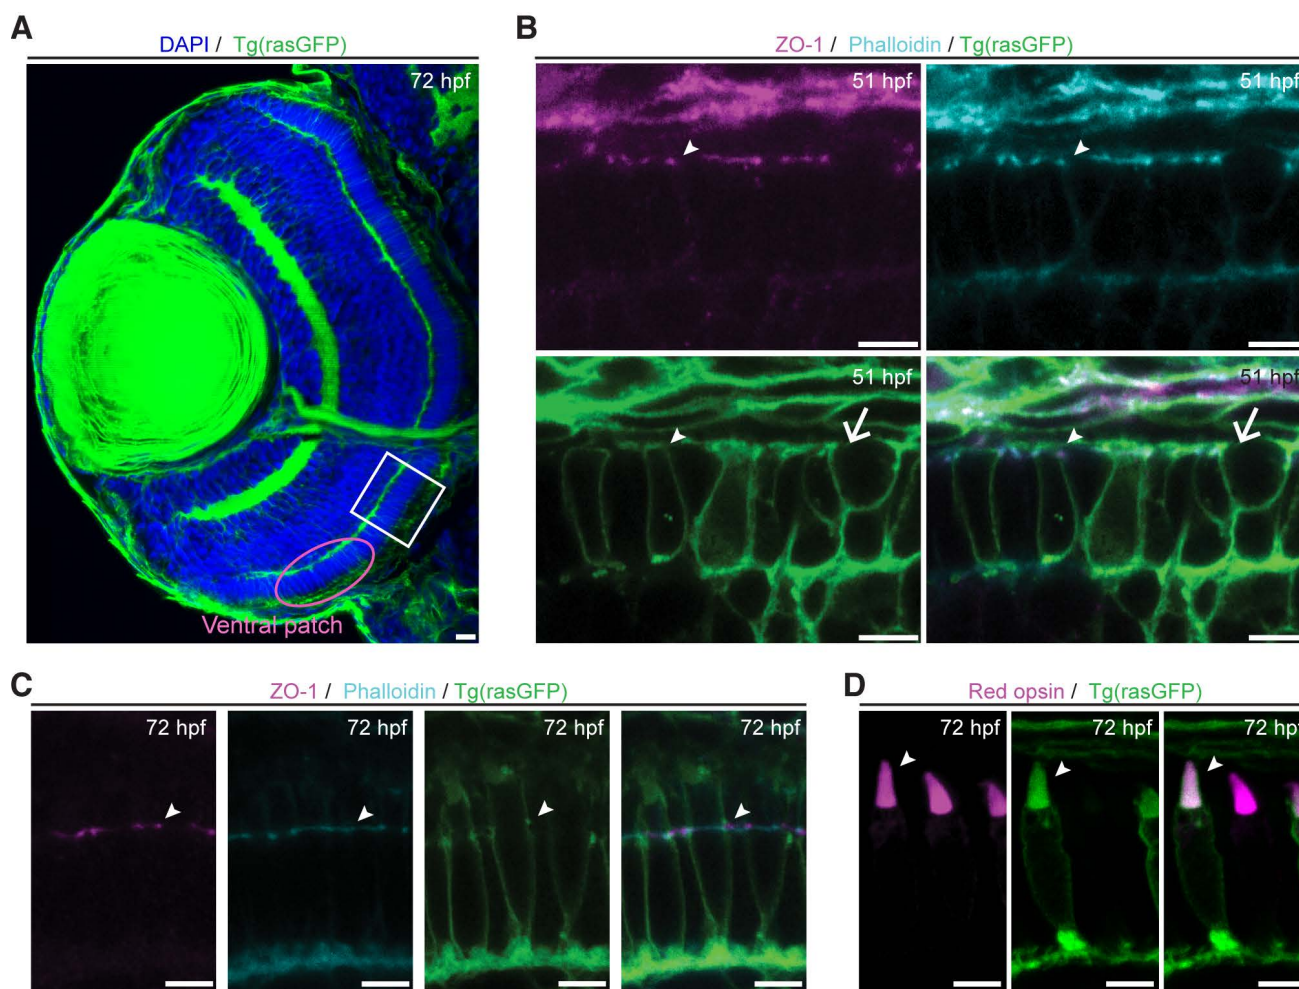 A
DAPI / Tg(rasGFP)
72 hpf
Ventral patch
B
ZO-1 / Phalloidin / Tg(rasGFP)
51 hpf
51 hpf
51 hpf
51 hpf
C
ZO-1 / Phalloidin / Tg(rasGFP)
72 hpf
72 hpf
72 hpf
72 hpf
D
Red opsin / Tg(rasGFP)
72 hpf
72 hpf
72 hpf